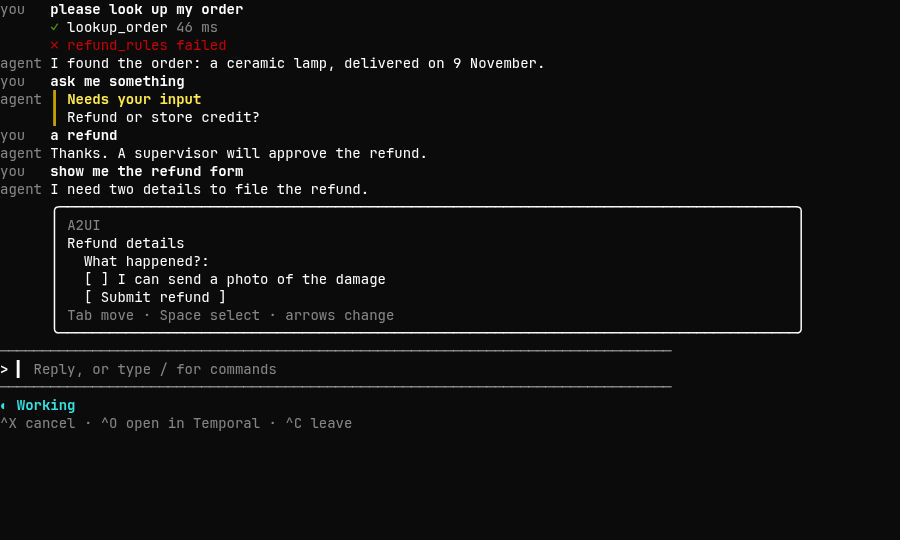 you   please look up my order
      ✓ lookup_order 46 ms
      × refund_rules failed
agent I found the order: a ceramic lamp, delivered on 9 November.
you   ask me something
agent Needs your input
      Refund or store credit?
you   a refund
agent Thanks. A supervisor will approve the refund.
you   show me the refund form
agent I need two details to file the refund.
      A2UI
      Refund details
        What happened?:
        [ ] I can send a photo of the damage
        [ Submit refund ]
      Tab move · Space select · arrows change
> Reply, or type / for commands
Working
^X cancel · ^O open in Temporal · ^C leave